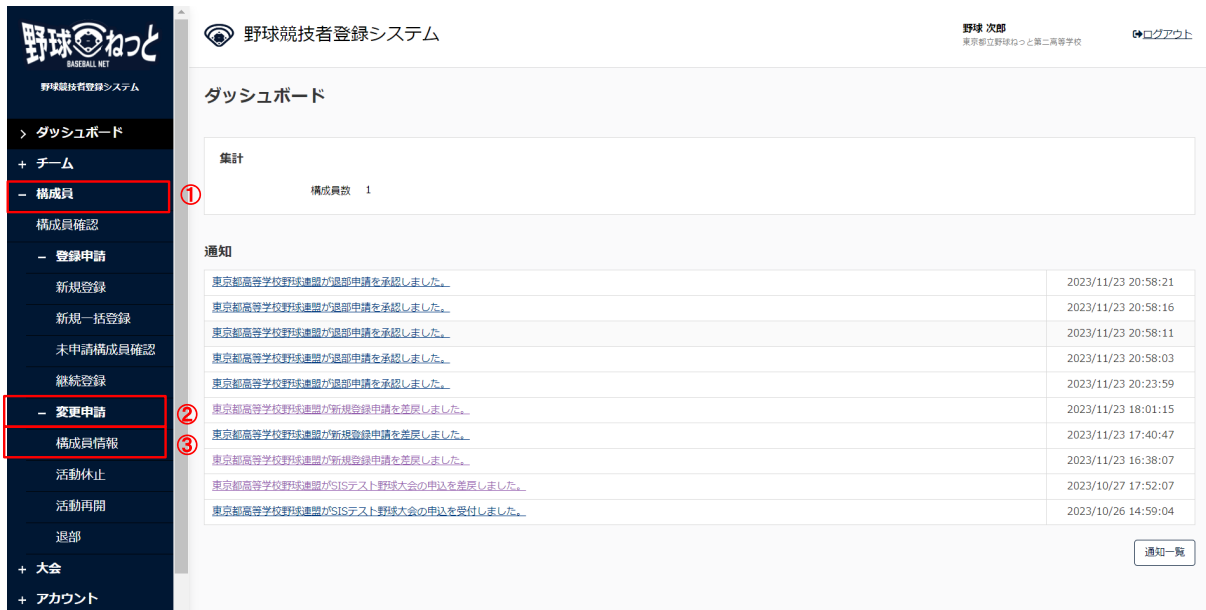 野球ねっと
BASEBALL NET
野球競技者登録システム
> ダッシュボード
+ チーム
− 構成員
①
構成員確認
− 登録申請
新規登録
新規一括登録
未申請構成員確認
継続登録
− 変更申請
②
構成員情報
③
活動休止
活動再開
退部
+ 大会
+ アカウント
野球競技者登録システム
野球 次郎
東京都立野球ねっと第二高等学校
ログアウト
ダッシュボード
集計
構成員数 1
通知
東京都高等学校野球連盟が退部申請を承認しました。 2023/11/23 20:58:21
東京都高等学校野球連盟が退部申請を承認しました。 2023/11/23 20:58:16
東京都高等学校野球連盟が退部申請を承認しました。 2023/11/23 20:58:11
東京都高等学校野球連盟が退部申請を承認しました。 2023/11/23 20:58:03
東京都高等学校野球連盟が退部申請を承認しました。 2023/11/23 20:23:59
東京都高等学校野球連盟が新規登録申請を差戻しました。 2023/11/23 18:01:15
東京都高等学校野球連盟が新規登録申請を差戻しました。 2023/11/23 17:40:47
東京都高等学校野球連盟が新規登録申請を差戻しました。 2023/11/23 16:38:07
東京都高等学校野球連盟がSISテスト野球大会の申込を差戻しました。 2023/10/27 17:52:07
東京都高等学校野球連盟がSISテスト野球大会の申込を受付しました。 2023/10/26 14:59:04
通知一覧